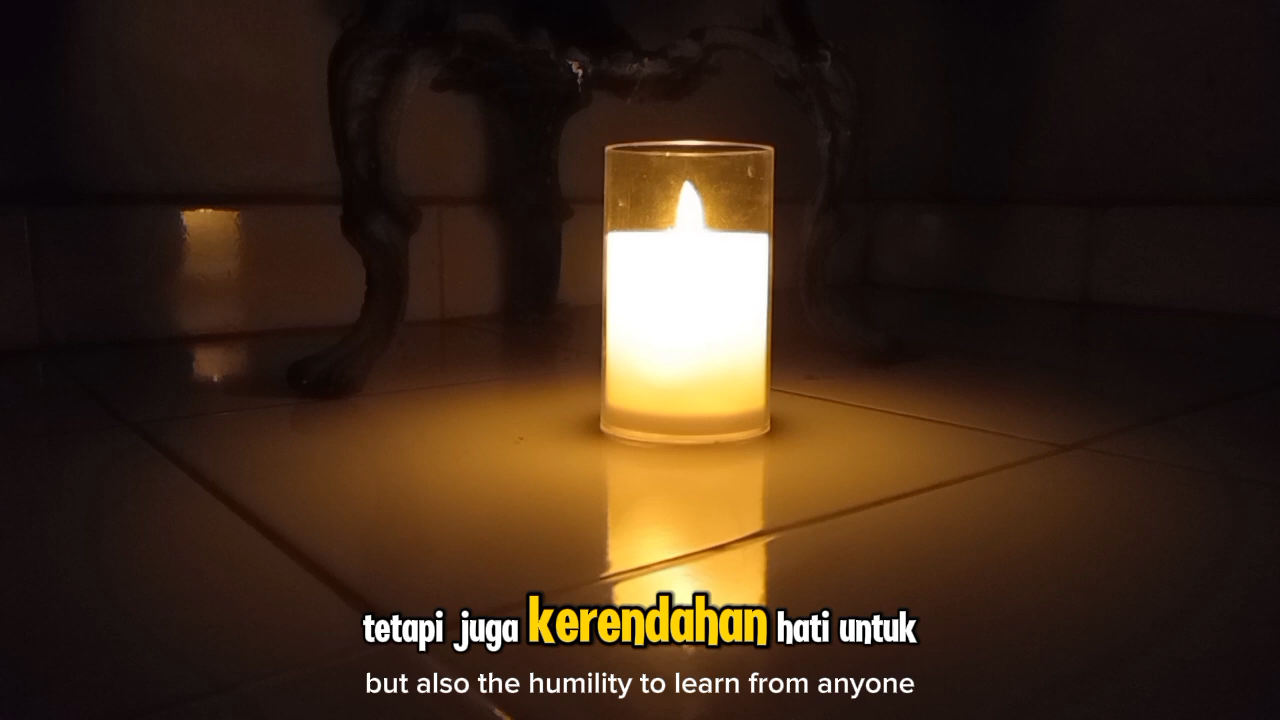 tetapi juga kerendahan hati untuk
but also the humility to learn from anyone